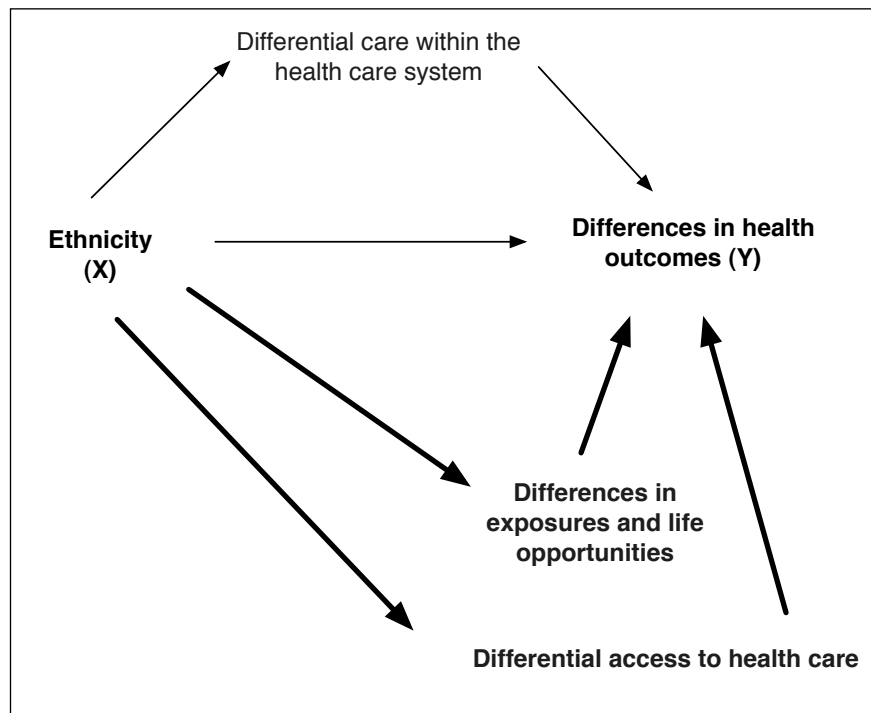 Differential care within the
health care system
Ethnicity
(X)
Differences in health
outcomes (Y)
Differences in
exposures and life
opportunities
Differential access to health care